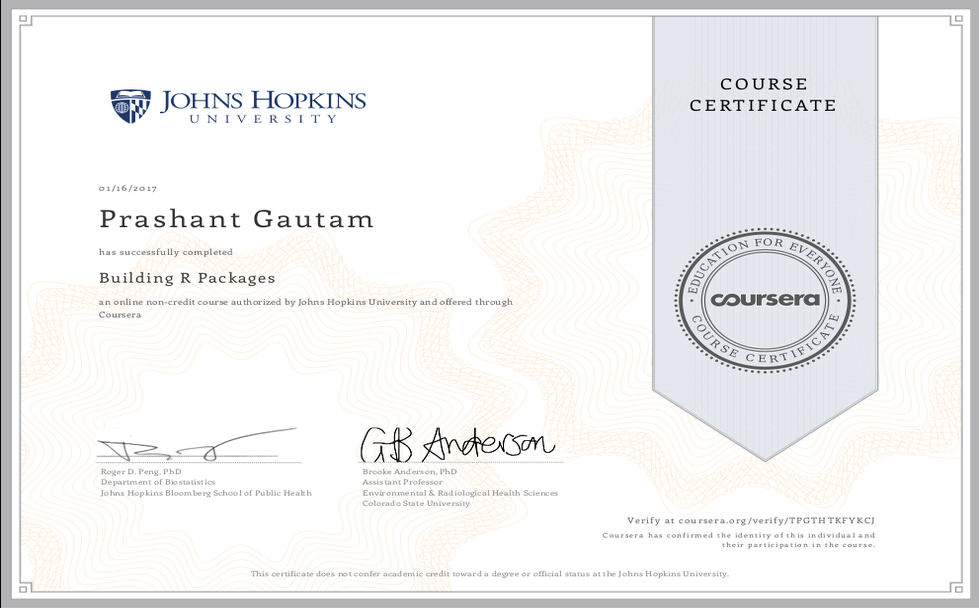 JOHNS HOPKINS
UNIVERSITY
COURSE
CERTIFICATE
01/16/2017
Prashant Gautam
has successfully completed
Building R Packages
an online non-credit course authorized by Johns Hopkins University and offered through
Coursera
EDUCATION FOR EVERYONE
coursera
COURSE CERTIFICATE
GB Anderson
Roger D. Peng, PhD
Department of Biostatistics
Johns Hopkins Bloomberg School of Public Health
Brooke Anderson, PhD
Assistant Professor
Environmental & Radiological Health Sciences
Colorado State University
Verify at coursera.org/verify/TPGTHTKFYKCJ
Coursera has confirmed the identity of this individual and
their participation in the course.
This certificate does not confer academic credit toward a degree or official status at the Johns Hopkins University.